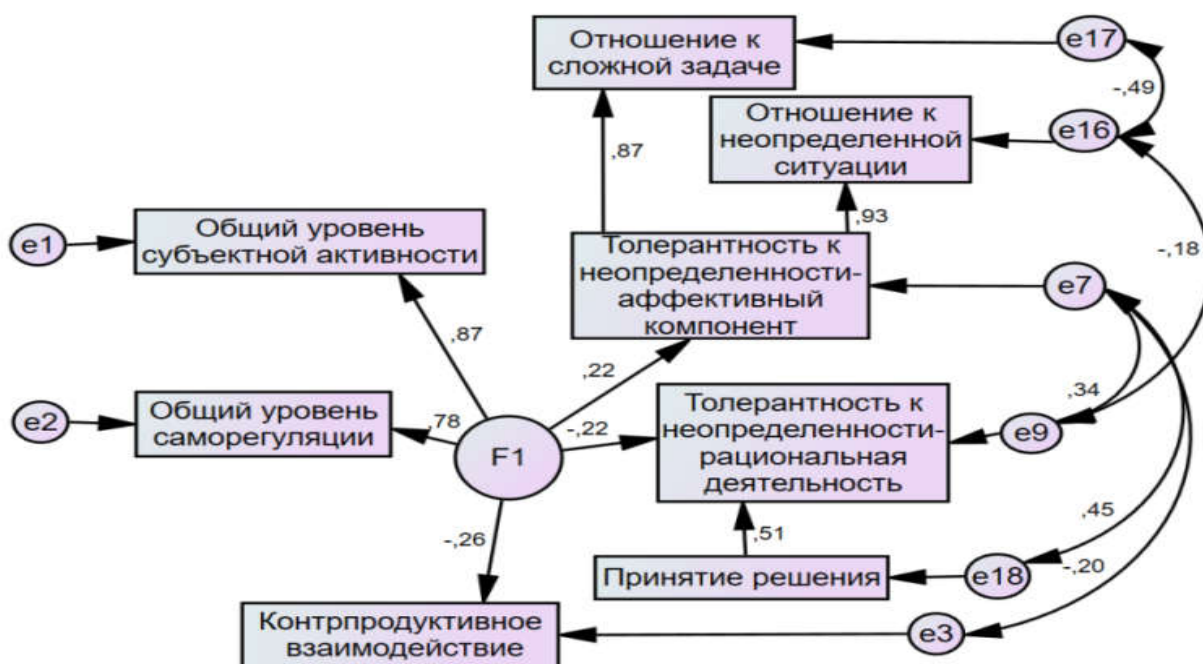 Отношение к
сложной задаче
e17
-,49
Отношение к
неопределенной
ситуации
e16
,87
,93
-,18
e1
Общий уровень
субъектной активности
Толерантность к
неопределенности-
аффективный
компонент
e7
,87
,22
e2
Общий уровень
саморегуляции
,78
F1
-,22
Толерантность к
неопределенности-
рациональная
деятельность
e9
,34
-,26
,51
,45
Принятие решения
e18
-,20
Контрпродуктивное
взаимодействие
e3